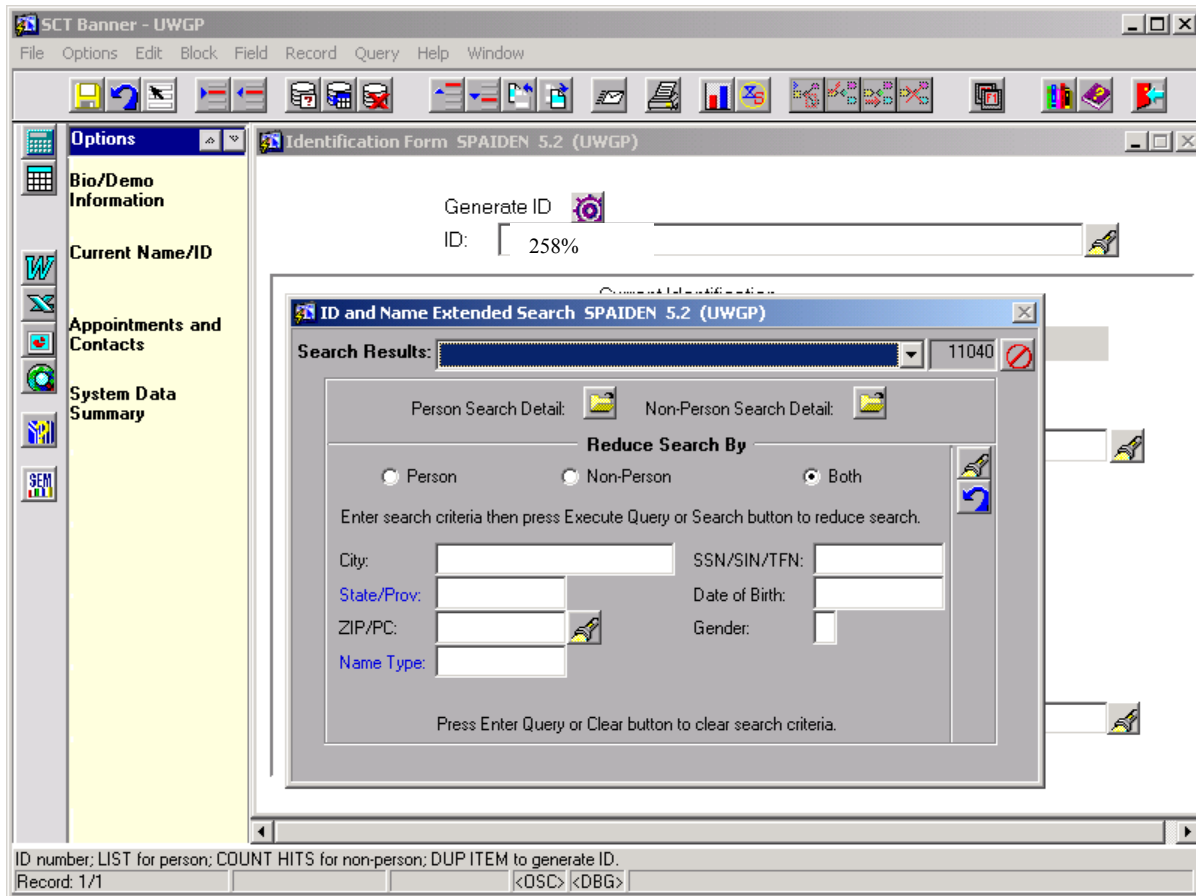 SCT Banner - UWGP
File Options Edit Block Field Record Query Help Window
Options
Identification Form SPAIDEN 5.2 (UWGP)
Bio/Demo
Information
Generate ID
ID: 258%
Current Name/ID
Current Identification
ID and Name Extended Search SPAIDEN 5.2 (UWGP)
Appointments and
Contacts
Search Results: 11040
System Data
Summary
Person Search Detail: Non-Person Search Detail:
Reduce Search By
Person Non-Person Both
SEM
Enter search criteria then press Execute Query or Search button to reduce search.
City: SSN/SIN/TFN:
State/Prov: Date of Birth:
ZIP/PC: Gender:
Name Type:
Press Enter Query or Clear button to clear search criteria.
ID number; LIST for person; COUNT HITS for non-person; DUP ITEM to generate ID.
Record: 1/1 <OSC> <DBG>